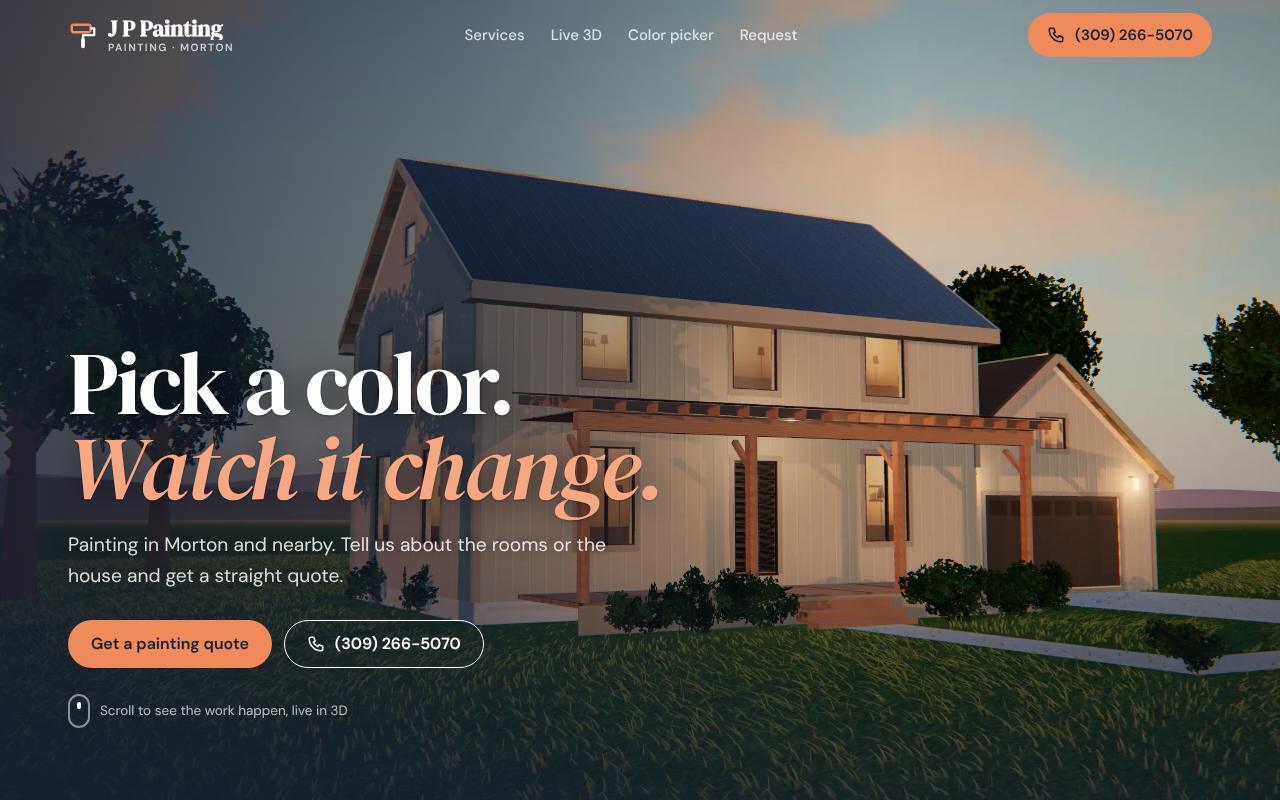 J P Painting
PAINTING · MORTON
Services
Live 3D
Color picker
Request
(309) 266-5070
Pick a color.
Watch it change.
Painting in Morton and nearby. Tell us about the rooms or the
house and get a straight quote.
Get a painting quote
(309) 266-5070
Scroll to see the work happen, live in 3D